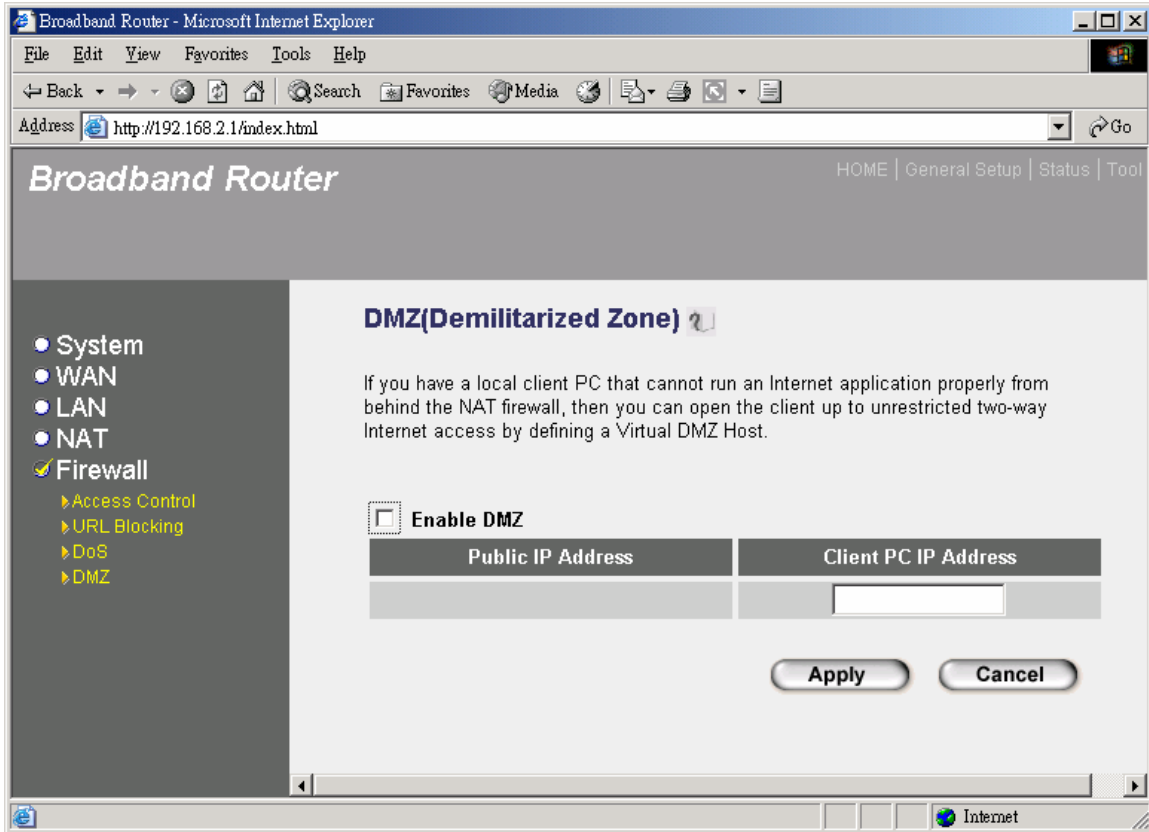 Broadband Router - Microsoft Internet Explorer
File Edit View Favorites Tools Help
Back Search Favorites Media
Address http://192.168.2.1/index.html Go
Broadband Router
HOME | General Setup | Status | Tool
System
WAN
LAN
NAT
Firewall
Access Control
URL Blocking
DoS
DMZ
DMZ(Demilitarized Zone)
If you have a local client PC that cannot run an Internet application properly from
behind the NAT firewall, then you can open the client up to unrestricted two-way
Internet access by defining a Virtual DMZ Host.
Enable DMZ
Public IP Address Client PC IP Address
Apply Cancel
Internet